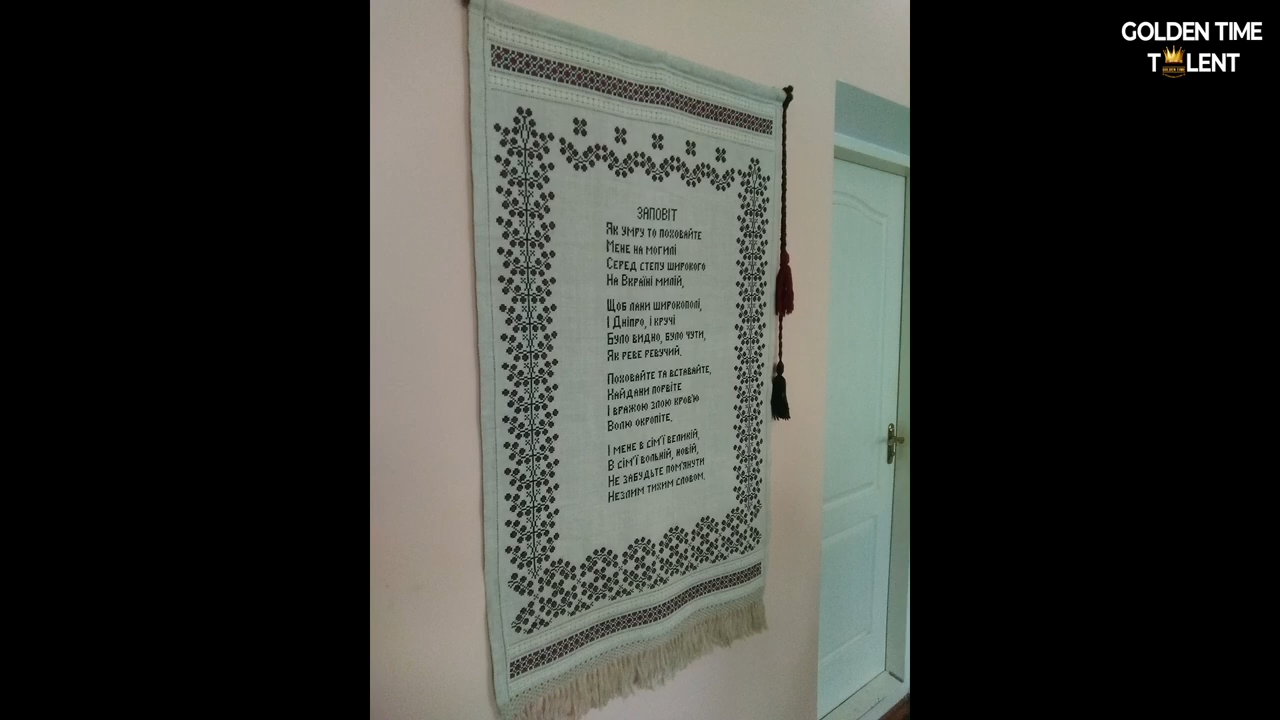 GOLDEN TIME
TALENT
ЗАПОВІТ
Як умру то поховайте
Мене на могилі
Серед степу широкого
На Вкраїні милій,
Щоб лани широкополі,
І Дніпро, і кручі
Було видно, було чути,
Як реве ревучий.
Поховайте та вставайте,
Кайдани порвіте
І вражою злою кров'ю
Волю окропіте.
І мене в сім'ї великій,
В сім'ї вольній, новій,
Не забудьте пом'янути
Незлим тихим словом.